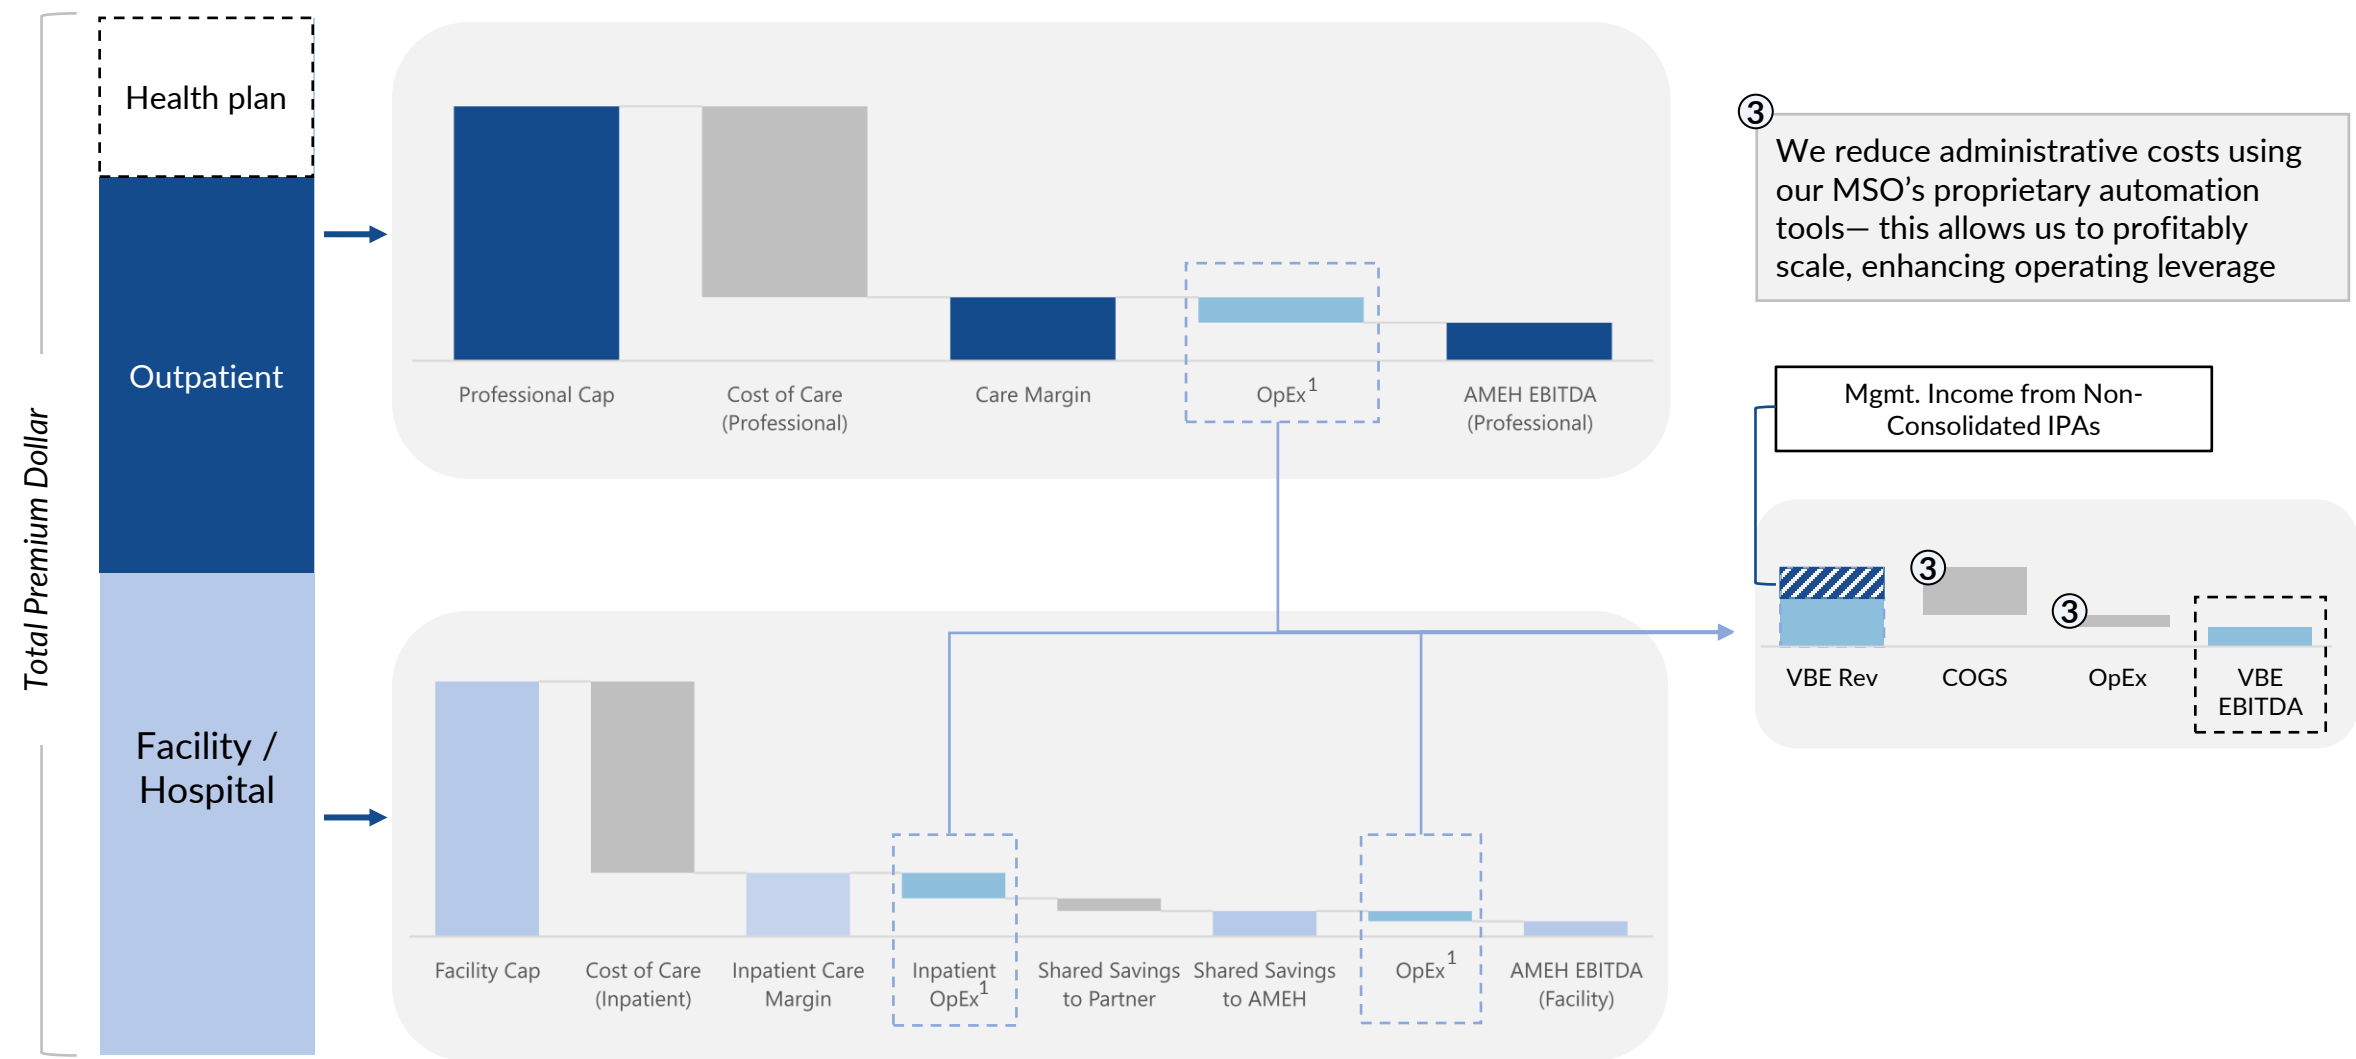 Total Premium Dollar
Health plan
Outpatient
Facility /
Hospital
Professional Cap
Cost of Care
(Professional)
Care Margin
OpEx1
AMEH EBITDA
(Professional)
Facility Cap
Cost of Care
(Inpatient)
Inpatient Care
Margin
Inpatient
OpEx1
Shared Savings
to Partner
Shared Savings
to AMEH
OpEx1
AMEH EBITDA
(Facility)
3
We reduce administrative costs using
our MSO’s proprietary automation
tools— this allows us to profitably
scale, enhancing operating leverage
Mgmt. Income from Non-
Consolidated IPAs
3
3
VBE Rev
COGS
OpEx
VBE
EBITDA